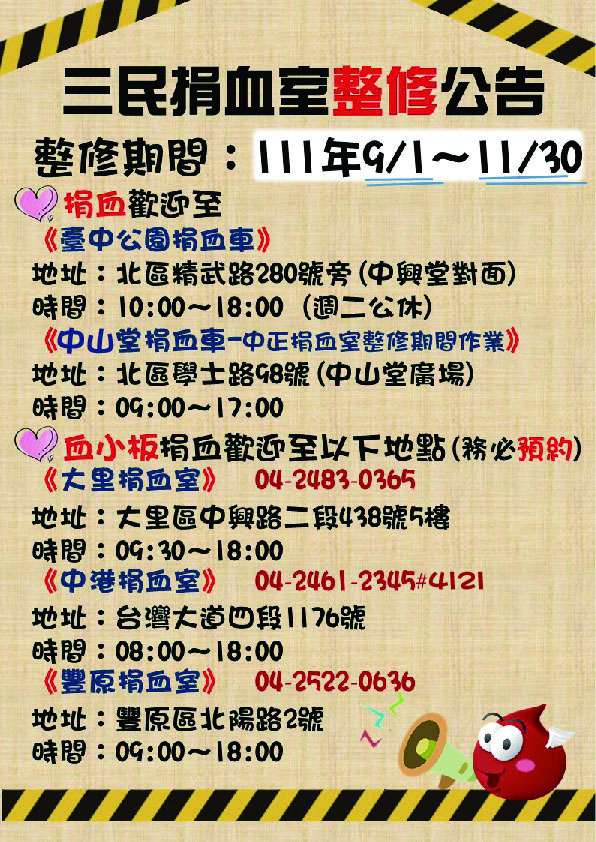 三民捐血室整修公告
整修期間：111年9/1～11/30
捐血歡迎至
《臺中公園捐血車》
地址：北區精武路280號旁(中興堂對面)
時間：10:00～18:00 (週二公休)
《中山堂捐血車-中正捐血室整修期間作業》
地址：北區學士路98號(中山堂廣場)
時間：09:00～17:00
血小板捐血歡迎至以下地點(務必預約)
《大里捐血室》 04-2483-0365
地址：大里區中興路二段438號5樓
時間：09:30～18:00
《中港捐血室》 04-2461-2345#4121
地址：台灣大道四段1176號
時間：08:00～18:00
《豐原捐血室》 04-2522-0636
地址：豐原區北陽路2號
時間：09:00～18:00